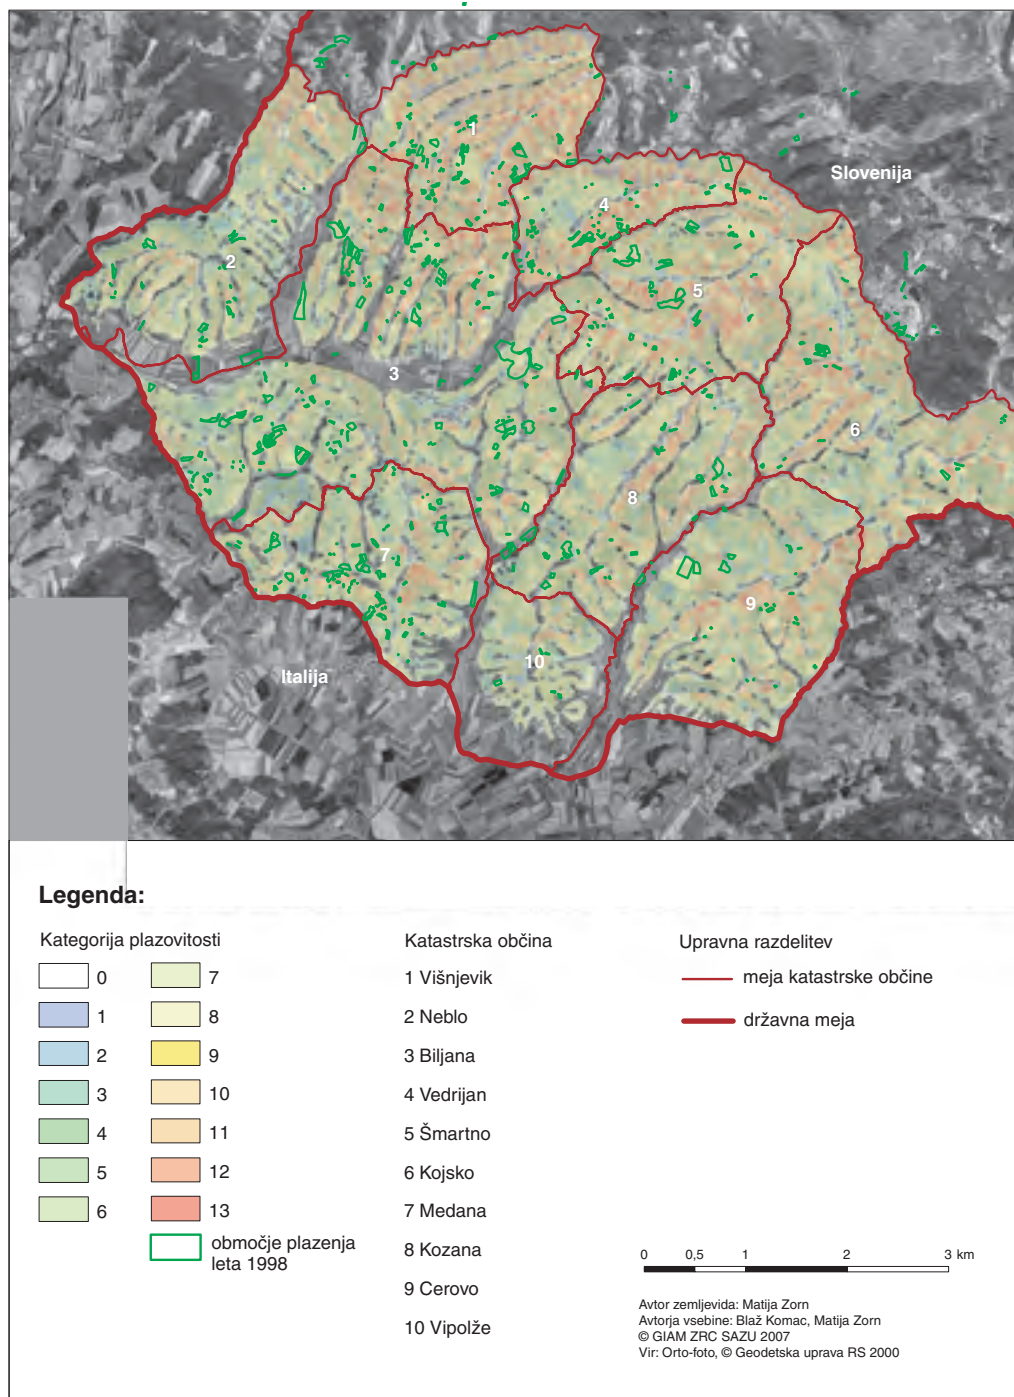 1
Slovenija
4
2
5
3
6
8
7
9
10
Italija
Legenda:
Kategorija plazovitosti
0
1
2
3
4
5
6
7
8
9
10
11
12
13
območje plazenja
leta 1998
Katastrska občina
1 Višnjevik
2 Neblo
3 Biljana
4 Vedrijan
5 Šmartno
6 Kojsko
7 Medana
8 Kozana
9 Cerovo
10 Vipolže
Upravna razdelitev
meja katastrske občine
državna meja
0 0,5 1 2 3 km
Avtor zemljevida: Matija Zorn
Avtorja vsebine: Blaž Komac, Matija Zorn
© GIAM ZRC SAZU 2007
Vir: Orto-foto, © Geodetska uprava RS 2000